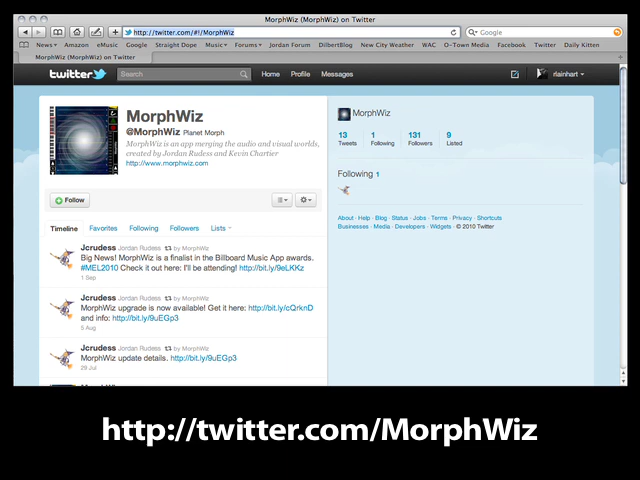 MorphWiz (MorphWiz) on Twitter
http://twitter.com/#!/MorphWiz
Google
News Amazon eMusic Google Straight Dope Music Forums Jordan Forum DilbertBlog New City Weather WAC O-Town Media Facebook Twitter Daily Kitten
MorphWiz (MorphWiz) on Twitter
twitter Search Home Profile Messages rlainhart
MorphWiz
@MorphWiz Planet Morph
MorphWiz is an app merging the audio and visual worlds,
created by Jordan Rudess and Kevin Chartier
http://www.morphwiz.com
Follow
Timeline Favorites Following Followers Lists
Jcrudess Jordan Rudess by MorphWiz
Big News! MorphWiz is a finalist in the Billboard Music App awards.
#MEL2010 Check it out here: I'll be attending! http://bit.ly/9eLKKz
1 Sep
Jcrudess Jordan Rudess by MorphWiz
MorphWiz upgrade is now available! Get it here: http://bit.ly/cQrknD
and info: http://bit.ly/9uEGp3
5 Aug
Jcrudess Jordan Rudess by MorphWiz
MorphWiz update details. http://bit.ly/9uEGp3
29 Jul
MorphWiz
13 1 131 9
Tweets Following Followers Listed
Following 1
About · Help · Blog · Status · Jobs · Terms · Privacy · Shortcuts
Businesses · Media · Developers · Widgets · © 2010 Twitter
http://twitter.com/MorphWiz